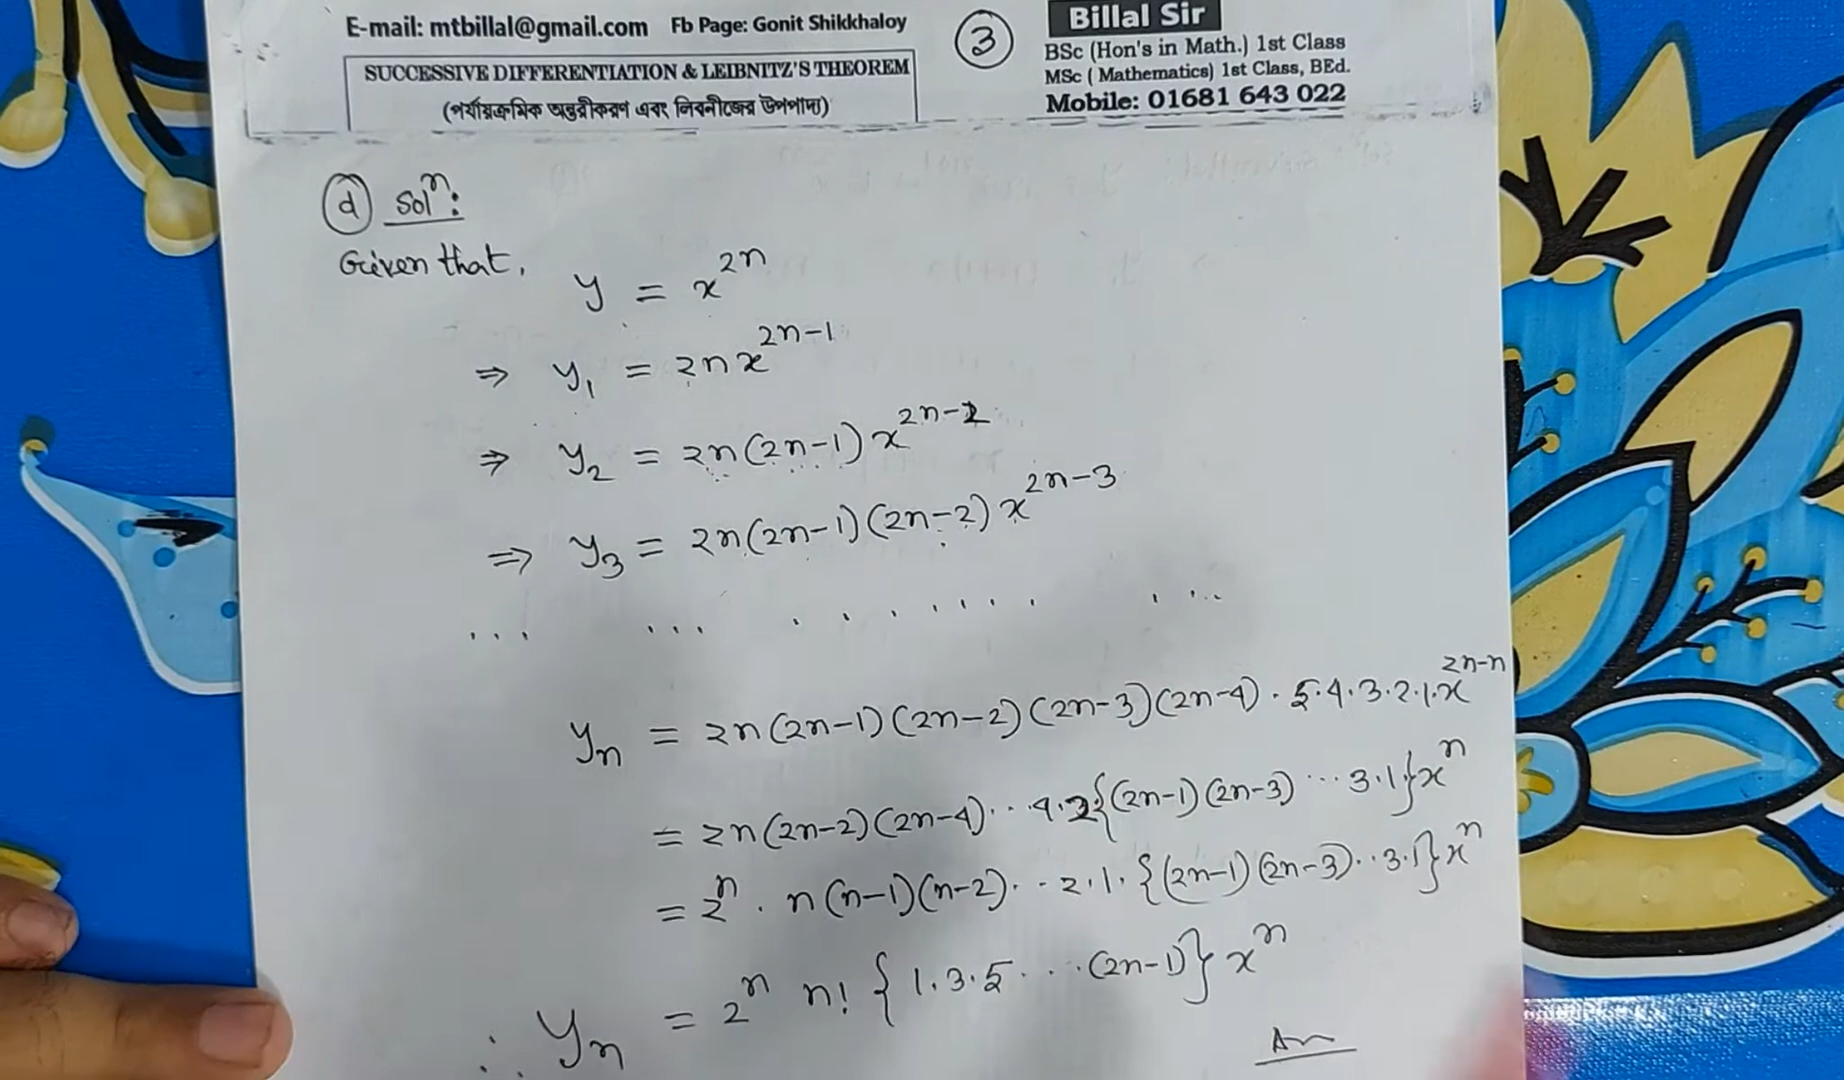 E-mail: mtbillal@gmail.com Fb Page: Gonit Shikkhaloy
SUCCESSIVE DIFFERENTIATION & LEIBNITZ'S THEOREM
(পর্যায়ক্রমিক অন্তরীকরণ এবং লিবনীজের উপপাদ্য)
3
Billal Sir
BSc (Hon's in Math.) 1st Class
MSc ( Mathematics) 1st Class, BEd.
Mobile: 01681 643 022
(d) Solⁿ:
Given that,
y = x^{2n}
⇒ y₁ = 2n x^{2n-1}
⇒ y₂ = 2n(2n-1) x^{2n-2}
⇒ y₃ = 2n(2n-1)(2n-2) x^{2n-3}
... ... . . . . . . . ...
yₙ = 2n(2n-1)(2n-2)(2n-3)(2n-4) . 5.4.3.2.1.x^{2n-n}
= 2n(2n-2)(2n-4)...4.2{(2n-1)(2n-3) ... 3.1}xⁿ
= 2ⁿ . n(n-1)(n-2)...2.1.{(2n-1)(2n-3)...3.1}xⁿ
∴ yₙ = 2ⁿ n! {1.3.5. ...(2n-1)} xⁿ
An